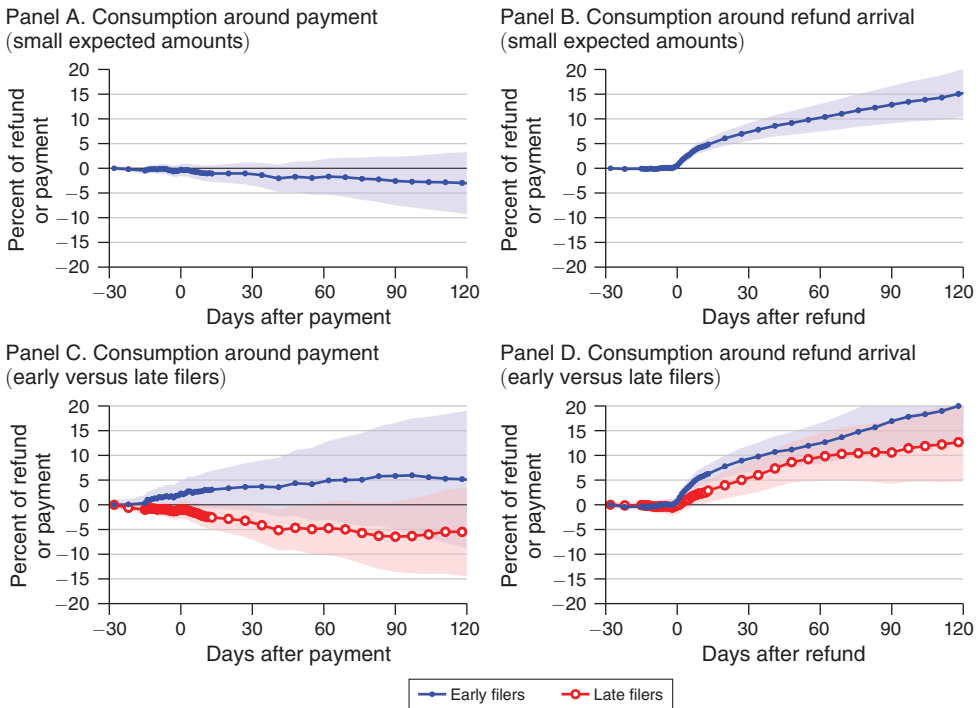 Panel A. Consumption around payment
(small expected amounts)
Percent of refund
or payment
20
15
10
5
0
−5
−10
−15
−20
−30 0 30 60 90 120
Days after payment
Panel B. Consumption around refund arrival
(small expected amounts)
Percent of refund
or payment
20
15
10
5
0
−5
−10
−15
−20
−30 0 30 60 90 120
Days after refund
Panel C. Consumption around payment
(early versus late filers)
Percent of refund
or payment
20
15
10
5
0
−5
−10
−15
−20
−30 0 30 60 90 120
Days after payment
Panel D. Consumption around refund arrival
(early versus late filers)
Percent of refund
or payment
20
15
10
5
0
−5
−10
−15
−20
−30 0 30 60 90 120
Days after refund
Early filers Late filers